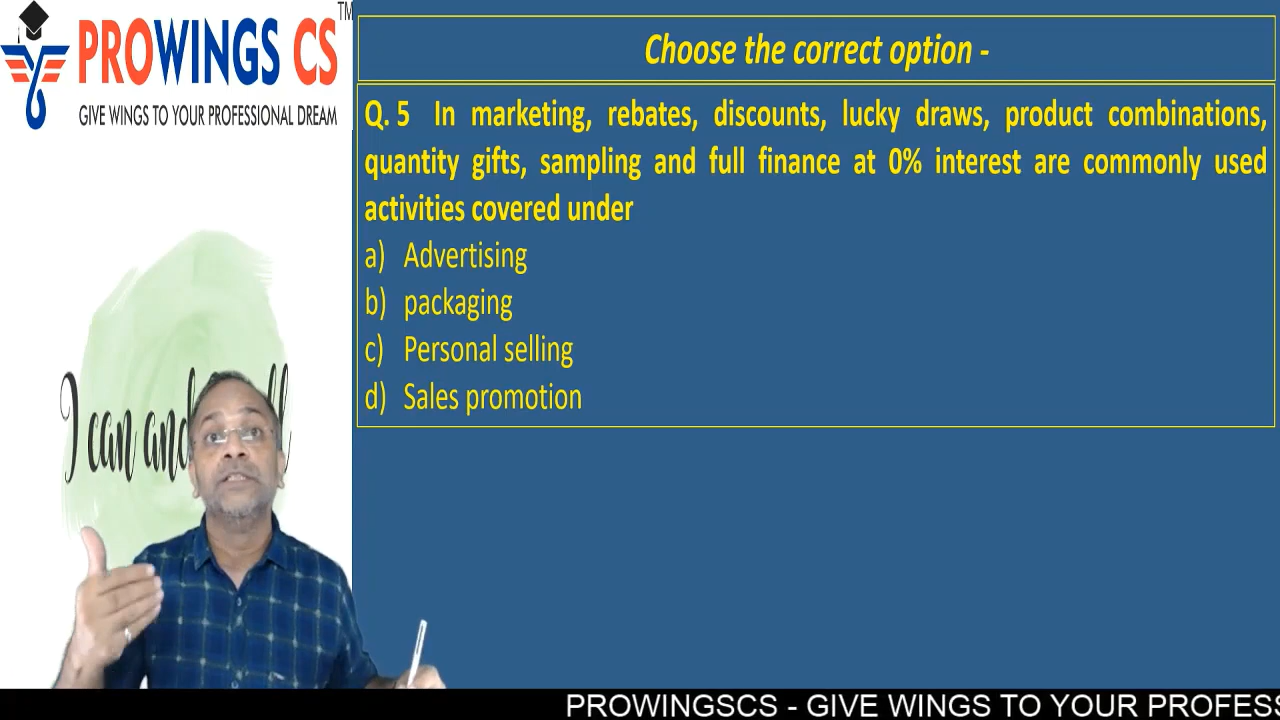 TM
PROWINGS CS
GIVE WINGS TO YOUR PROFESSIONAL DREAM
Choose the correct option -
Q. 5 In marketing, rebates, discounts, lucky draws, product combinations,
quantity gifts, sampling and full finance at 0% interest are commonly used
activities covered under
a) Advertising
b) packaging
c) Personal selling
d) Sales promotion
I can and
PROWINGSCS - GIVE WINGS TO YOUR PROFESS